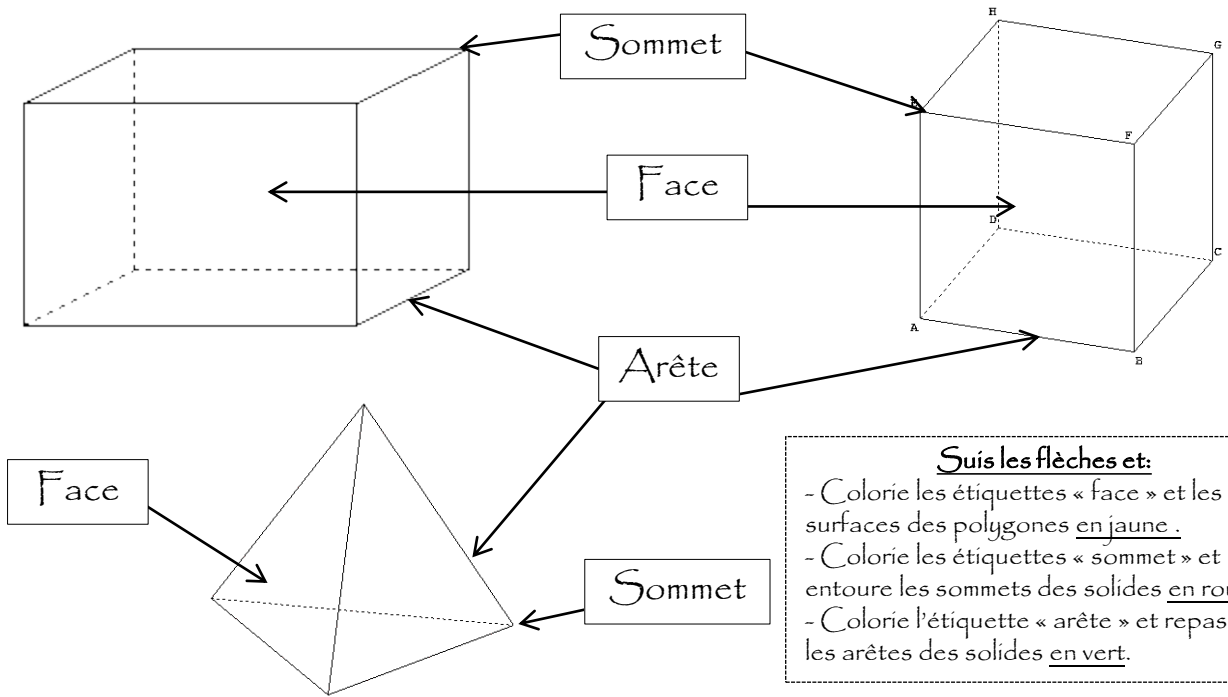 H
Sommet
G
F
Face
D
C
A
B
Arête
Face
Sommet
Suis les flèches et:
- Colorie les étiquettes « face » et les
surfaces des polygones en jaune .
- Colorie les étiquettes « sommet » et
entoure les sommets des solides en rou
- Colorie l'étiquette « arête » et repas
les arêtes des solides en vert.